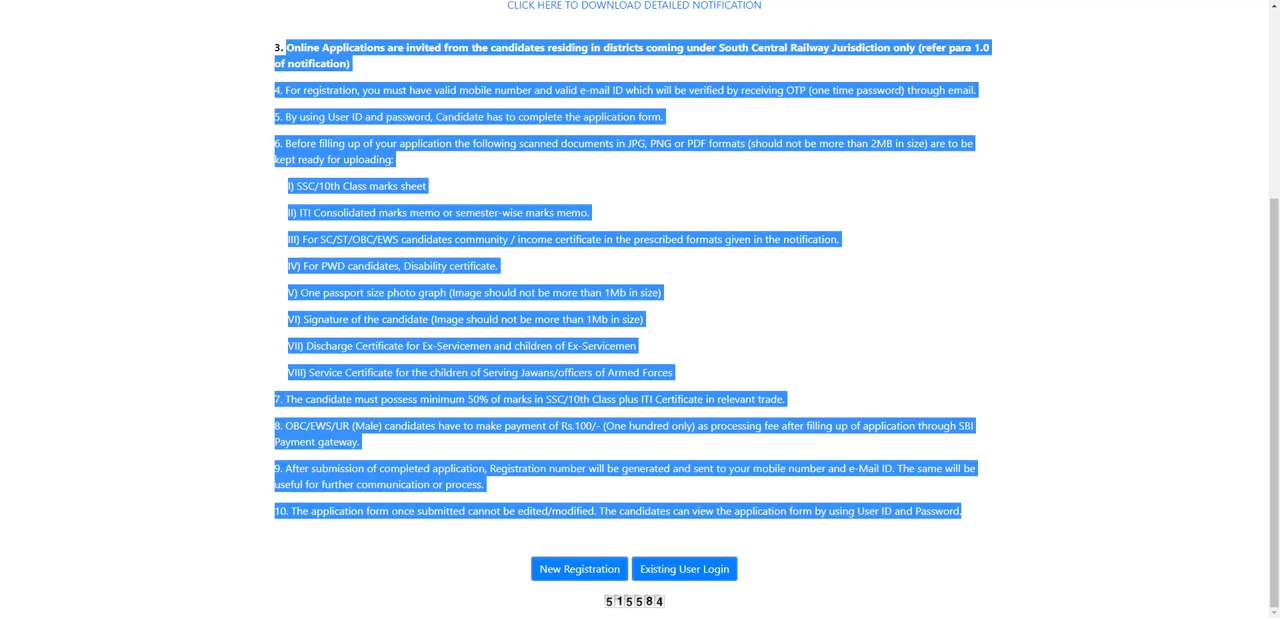 CLICK HERE TO DOWNLOAD DETAILED NOTIFICATION
3. Online Applications are invited from the candidates residing in districts coming under South Central Railway Jurisdiction only (refer para 1.0
of notification)
4. For registration, you must have valid mobile number and valid e-mail ID which will be verified by receiving OTP (one time password) through email.
5. By using User ID and password, Candidate has to complete the application form.
6. Before filling up of your application the following scanned documents in JPG, PNG or PDF formats (should not be more than 2MB in size) are to be
kept ready for uploading:
I) SSC/10th Class marks sheet
II) ITI Consolidated marks memo or semester-wise marks memo.
III) For SC/ST/OBC/EWS candidates community / income certificate in the prescribed formats given in the notification.
IV) For PWD candidates, Disability certificate.
V) One passport size photo graph (Image should not be more than 1Mb in size)
VI) Signature of the candidate (Image should not be more than 1Mb in size)
VII) Discharge Certificate for Ex-Servicemen and children of Ex-Servicemen
VIII) Service Certificate for the children of Serving Jawans/officers of Armed Forces
7. The candidate must possess minimum 50% of marks in SSC/10th Class plus ITI Certificate in relevant trade.
8. OBC/EWS/UR (Male) candidates have to make payment of Rs.100/- (One hundred only) as processing fee after filling up of application through SBI
Payment gateway.
9. After submission of completed application, Registration number will be generated and sent to your mobile number and e-Mail ID. The same will be
useful for further communication or process.
10. The application form once submitted cannot be edited/modified. The candidates can view the application form by using User ID and Password.
New Registration Existing User Login
515584